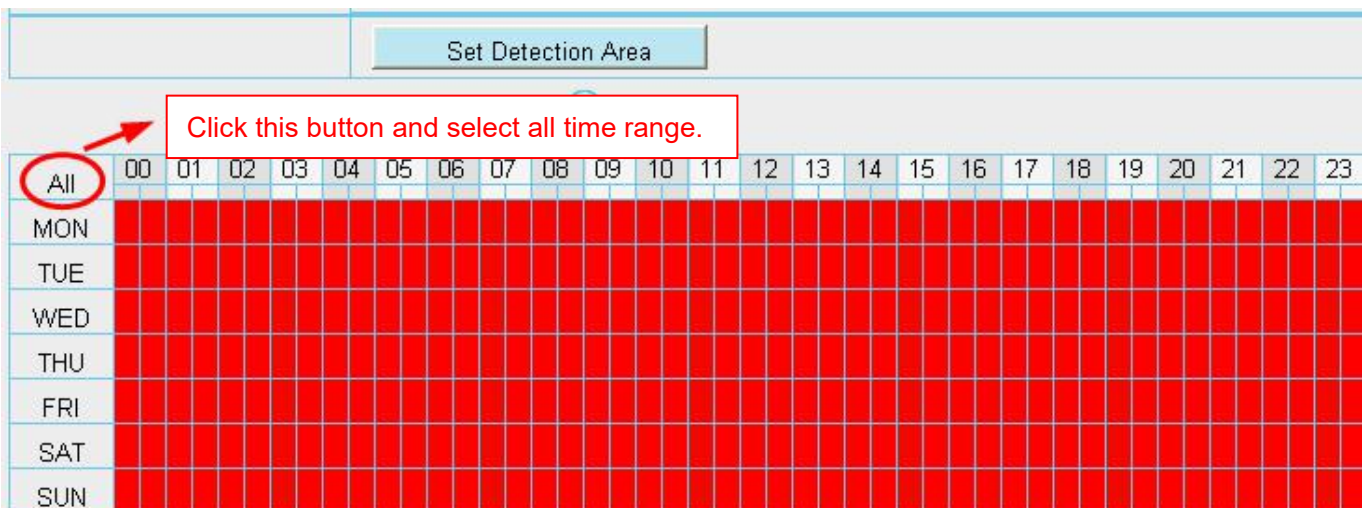 Set Detection Area
Click this button and select all time range.
All 00 01 02 03 04 05 06 07 08 09 10 11 12 13 14 15 16 17 18 19 20 21 22 23
MON
TUE
WED
THU
FRI
SAT
SUN